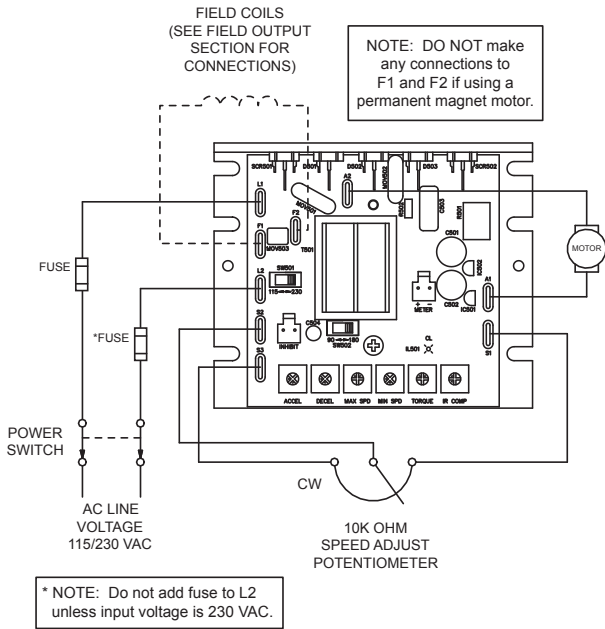 FIELD COILS
(SEE FIELD OUTPUT
SECTION FOR
CONNECTIONS)
NOTE: DO NOT make
any connections to
F1 and F2 if using a
permanent magnet motor.
SCR501
D501
D502
MOV502
D503
SCR502
L1
MOV501
A2
R502
C503
R501
F1
MOV503
F2
T501
C501
IC502
MOTOR
FUSE
L2
SW501
115
230
C502
IC501
A1
*FUSE
S2
INHIBIT
C504
90
180
SW502
+ -
METER
CL
IL501
S1
S3
ACCEL
DECEL
MAX SPD
MIN SPD
TORQUE
IR COMP
POWER
SWITCH
CW
AC LINE
VOLTAGE
115/230 VAC
10K OHM
SPEED ADJUST
POTENTIOMETER
* NOTE: Do not add fuse to L2
unless input voltage is 230 VAC.